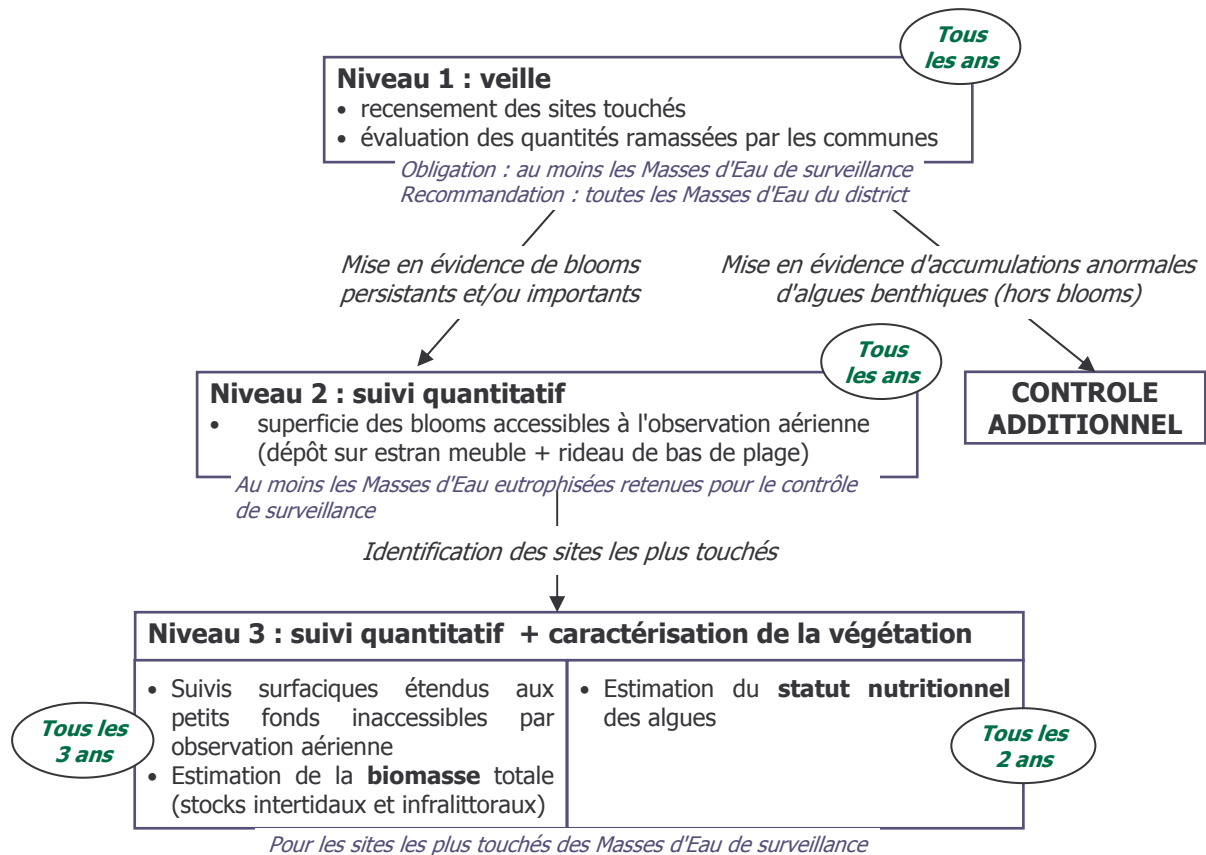 Tous
les ans
Niveau 1 : veille
• recensement des sites touchés
• évaluation des quantités ramassées par les communes
Obligation : au moins les Masses d'Eau de surveillance
Recommandation : toutes les Masses d'Eau du district
Mise en évidence de blooms
persistants et/ou importants
Mise en évidence d'accumulations anormales
d'algues benthiques (hors blooms)
Tous
les ans
Niveau 2 : suivi quantitatif
• superficie des blooms accessibles à l'observation aérienne
(dépôt sur estran meuble + rideau de bas de plage)
Au moins les Masses d'Eau eutrophisées retenues pour le contrôle
de surveillance
CONTROLE
ADDITIONNEL
Identification des sites les plus touchés
Niveau 3 : suivi quantitatif + caractérisation de la végétation
• Suivis surfaciques étendus aux
petits fonds inaccessibles par
observation aérienne
• Estimation de la biomasse totale
(stocks intertidaux et infralittoraux)
Tous les
3 ans
• Estimation du statut nutritionnel
des algues
Tous les
2 ans
Pour les sites les plus touchés des Masses d'Eau de surveillance